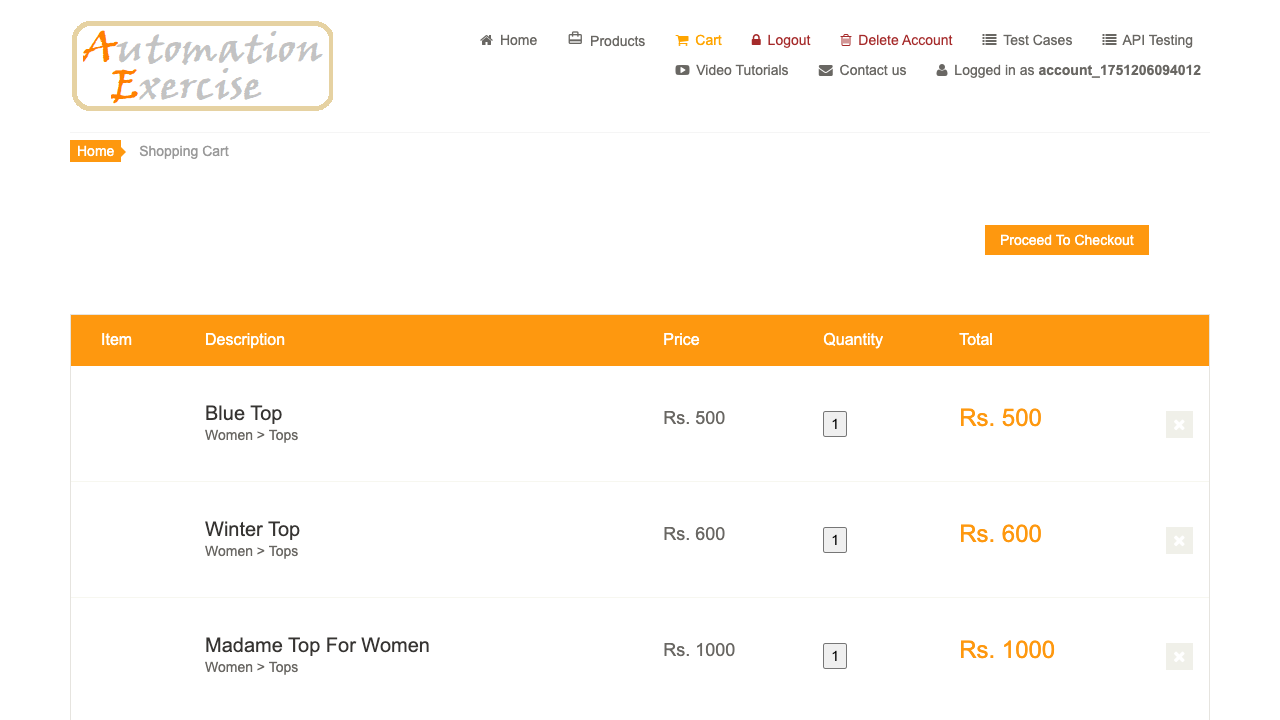 Automation
Exercise
Home
Products
Cart
Logout
Delete Account
Test Cases
API Testing
Video Tutorials
Contact us
Logged in as account_1751206094012
Home
Shopping Cart
Proceed To Checkout
Item Description Price Quantity Total
Blue Top
Women > Tops
Rs. 500
1
Rs. 500
Winter Top
Women > Tops
Rs. 600
1
Rs. 600
Madame Top For Women
Women > Tops
Rs. 1000
1
Rs. 1000